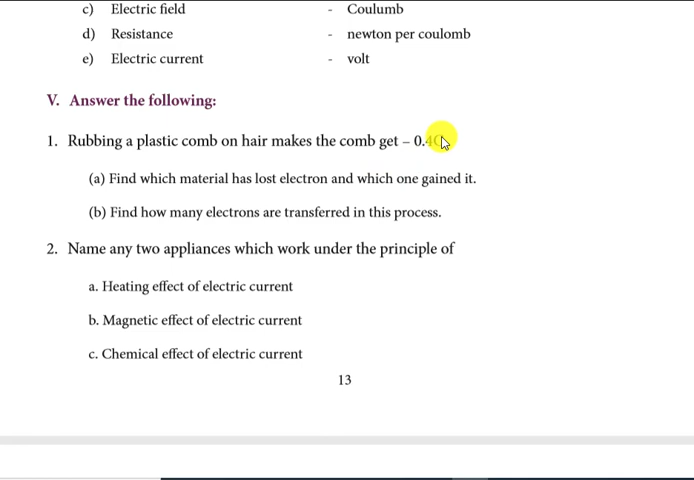 c) Electric field - Coulumb
d) Resistance - newton per coulomb
e) Electric current - volt
V. Answer the following:
1. Rubbing a plastic comb on hair makes the comb get – 0.4C
(a) Find which material has lost electron and which one gained it.
(b) Find how many electrons are transferred in this process.
2. Name any two appliances which work under the principle of
a. Heating effect of electric current
b. Magnetic effect of electric current
c. Chemical effect of electric current
13